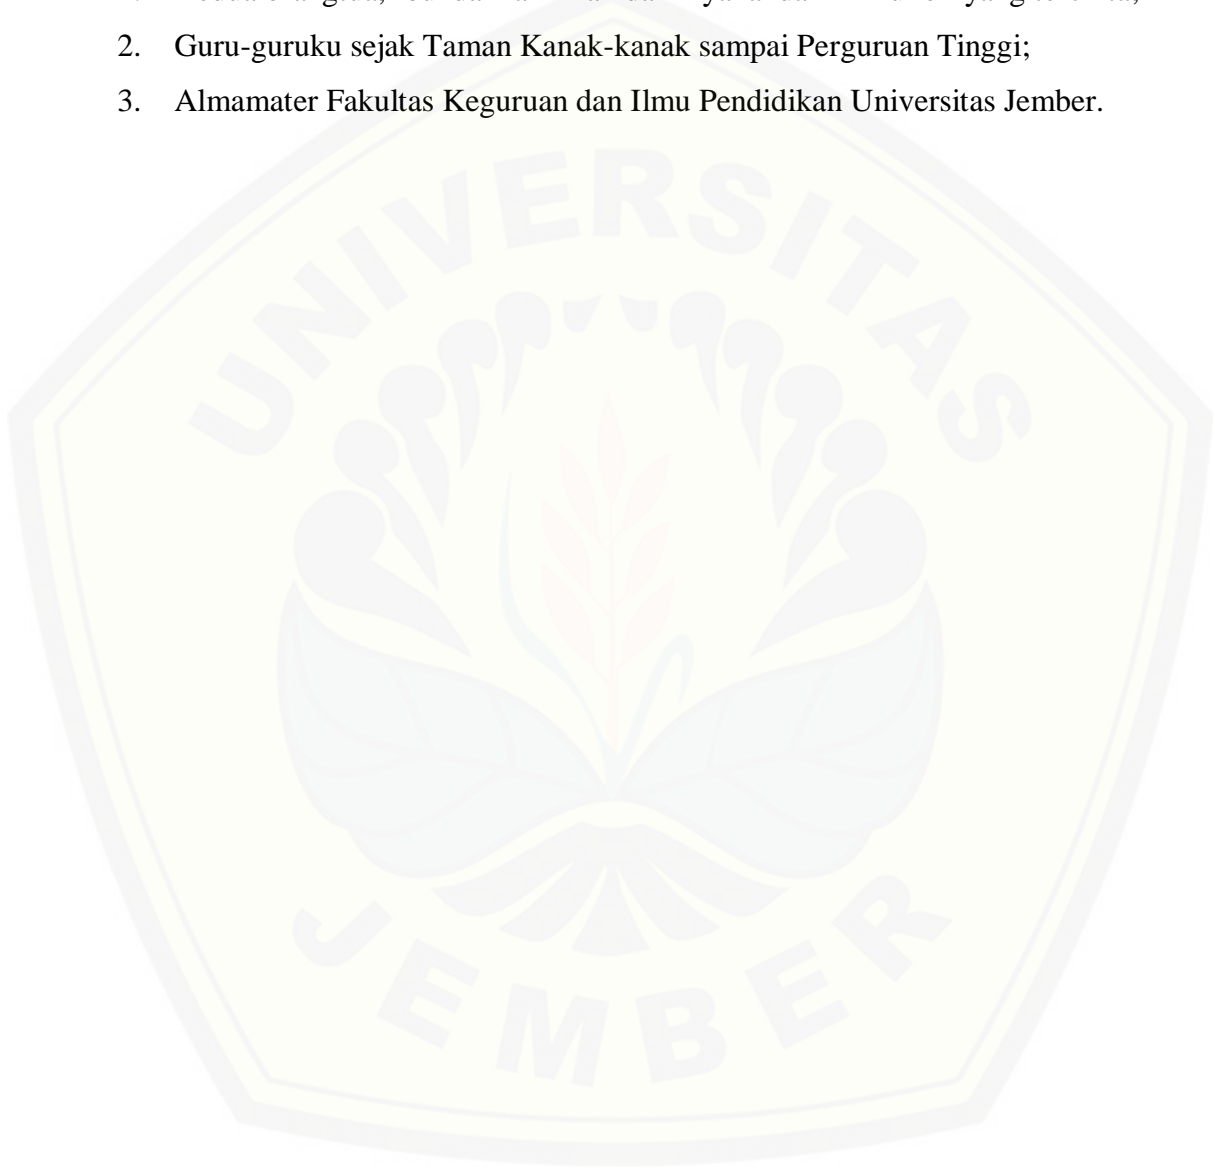 2. Guru-guruku sejak Taman Kanak-kanak sampai Perguruan Tinggi;
3. Almamater Fakultas Keguruan dan Ilmu Pendidikan Universitas Jember.
UNIVERSITAS
JEMBER